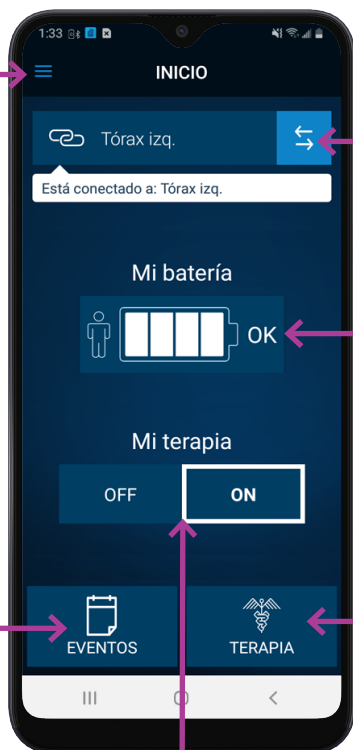 1:33
INICIO
Tórax izq.
Está conectado a: Tórax izq.
Mi batería
OK
Mi terapia
OFF
ON
EVENTOS
TERAPIA